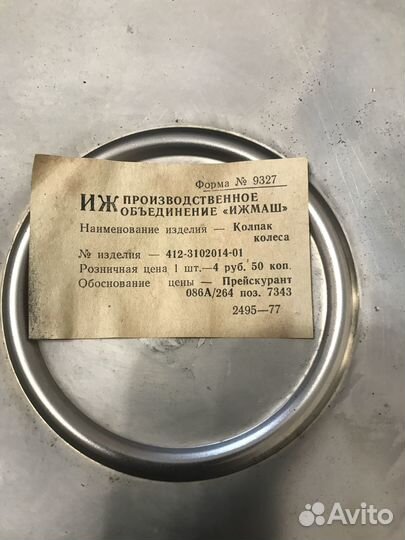 Форма № 9327
ИЖ ПРОИЗВОДСТВЕННОЕ
ОБЪЕДИНЕНИЕ «ИЖМАШ»
Наименование изделия — Колпак
колеса
№ изделия — 412-3102014-01
Розничная цена 1 шт.—4 руб. 50 коп.
Обоснование цены — Прейскурант
086А/264 поз. 7343
2495—77
Avito